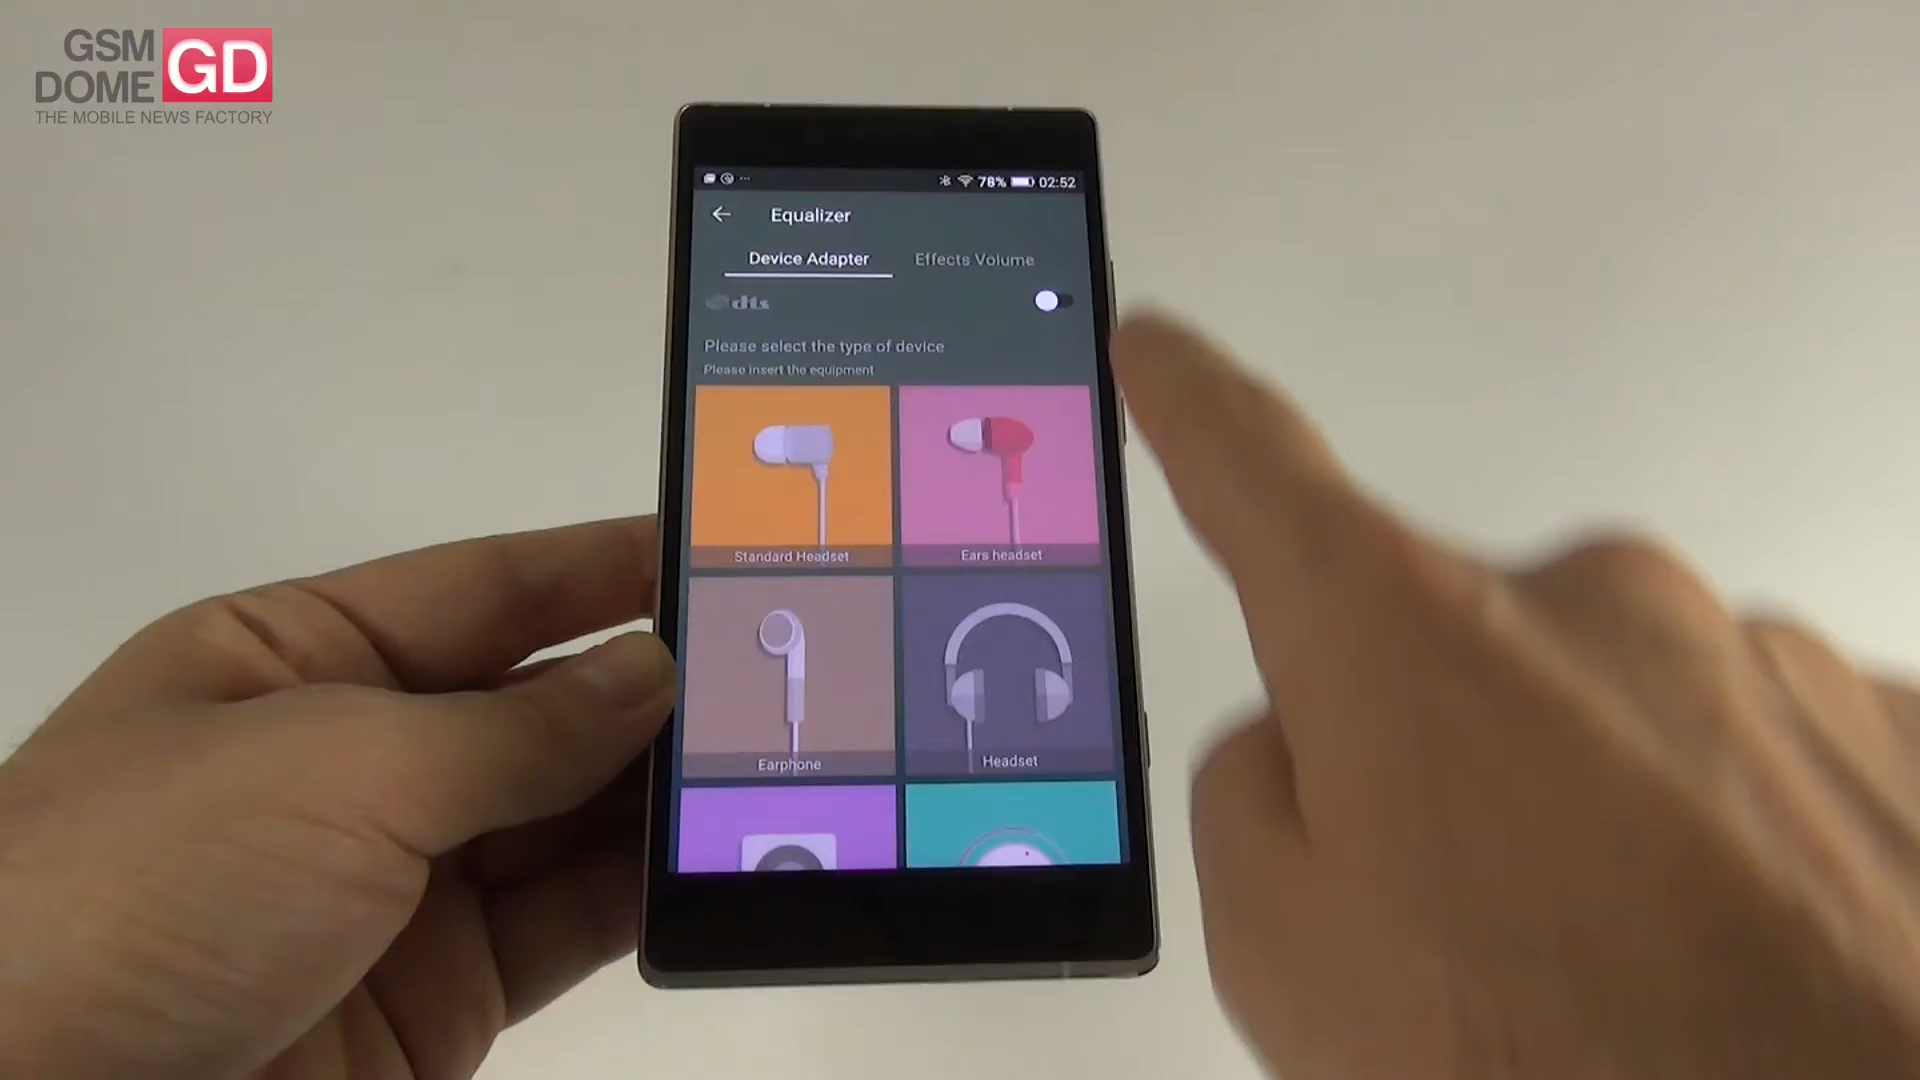 GSM
DOME
GD
THE MOBILE NEWS FACTORY
78% 02:52
Equalizer
Device Adapter Effects Volume
dts
Please select the type of device
Please insert the equipment
Standard Headset Ears headset
Earphone Headset